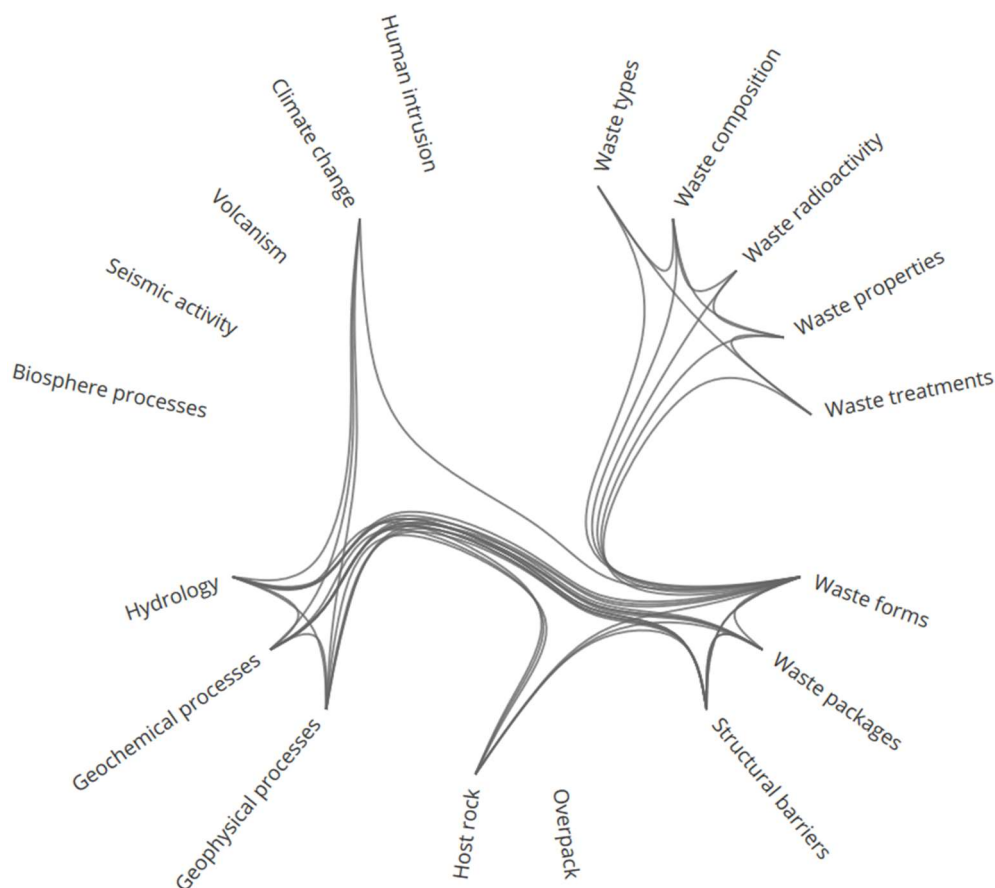 Human intrusion
Climate change
Volcanism
Seismic activity
Biosphere processes
Waste types
Waste composition
Waste radioactivity
Waste properties
Waste treatments
Hydrology
Geochemical processes
Geophysical processes
Host rock
Overpack
Structural barriers
Waste packages
Waste forms